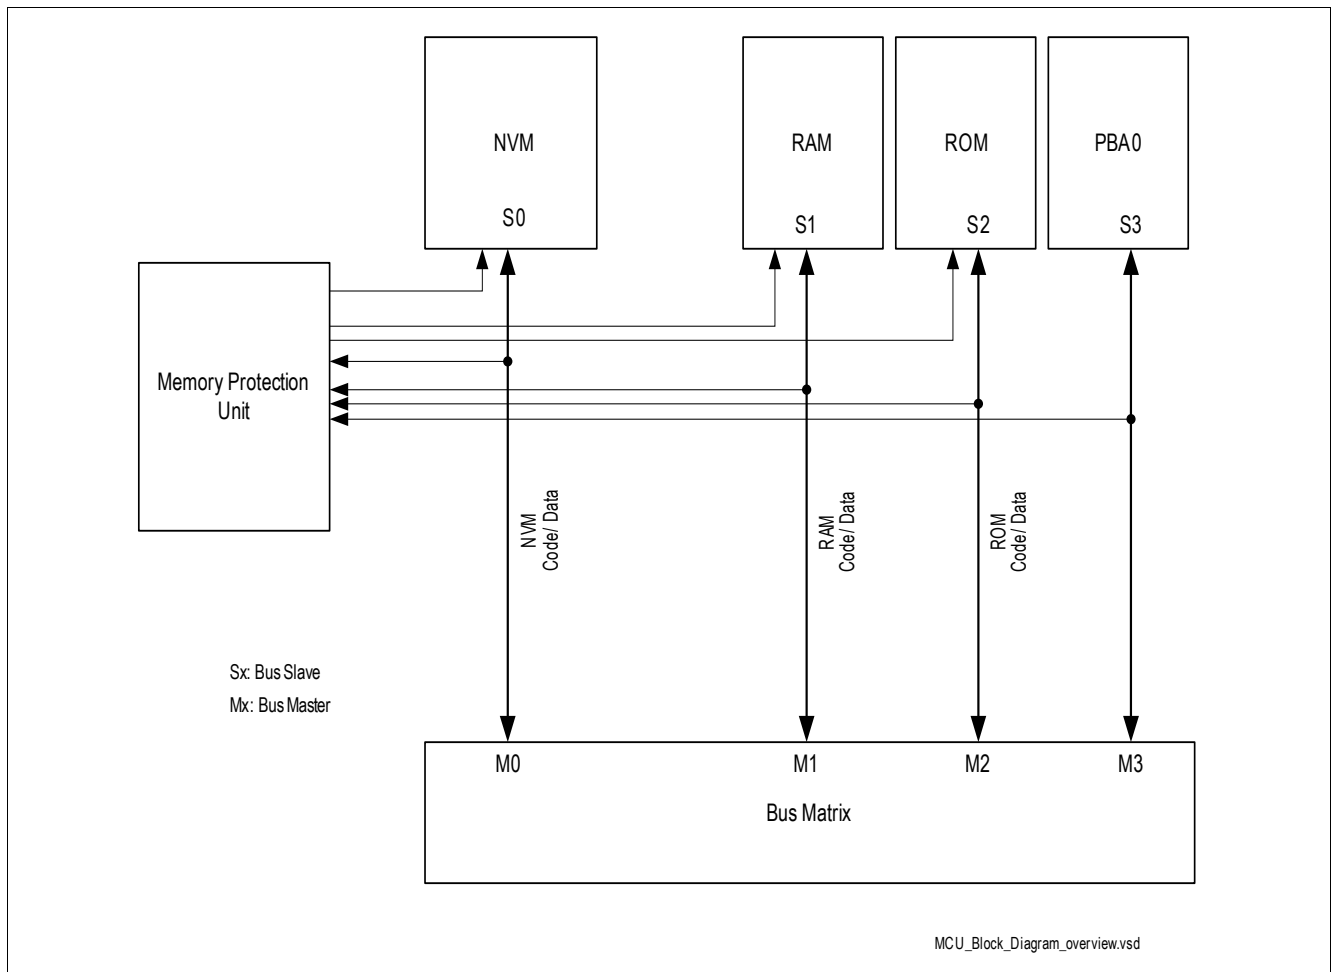 NVM
S0
RAM
S1
ROM
S2
PBA0
S3
Memory Protection
Unit
NVM
Code/ Data
RAM
Code/ Data
ROM
Code/ Data
Sx: Bus Slave
Mx: Bus Master
M0
M1
M2
M3
Bus Matrix
MCU_Block_Diagram_overview.vsd